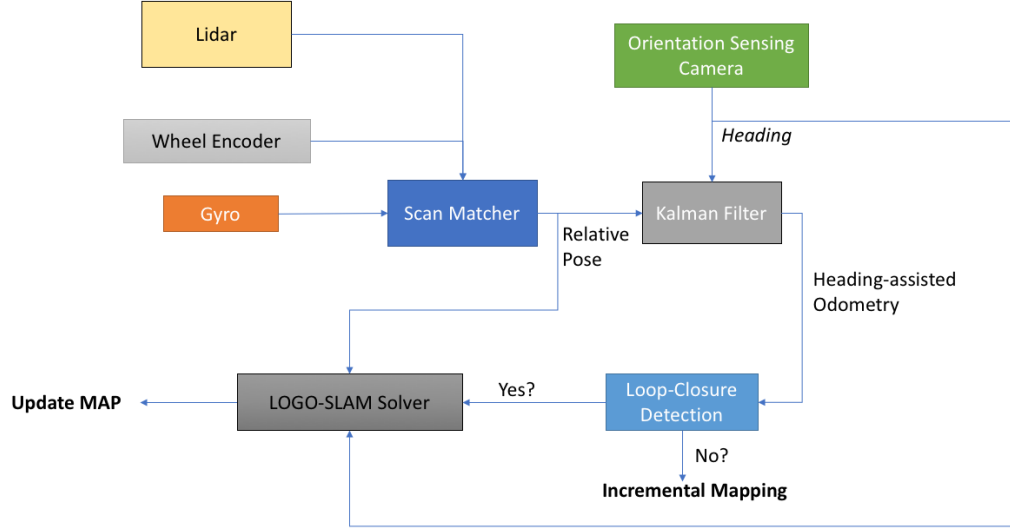 Lidar
Orientation Sensing
Camera
Wheel Encoder
Heading
Gyro
Scan Matcher
Kalman Filter
Relative
Pose
Heading-assisted
Odometry
Update MAP
LOGO-SLAM Solver
Yes?
Loop-Closure
Detection
No?
Incremental Mapping